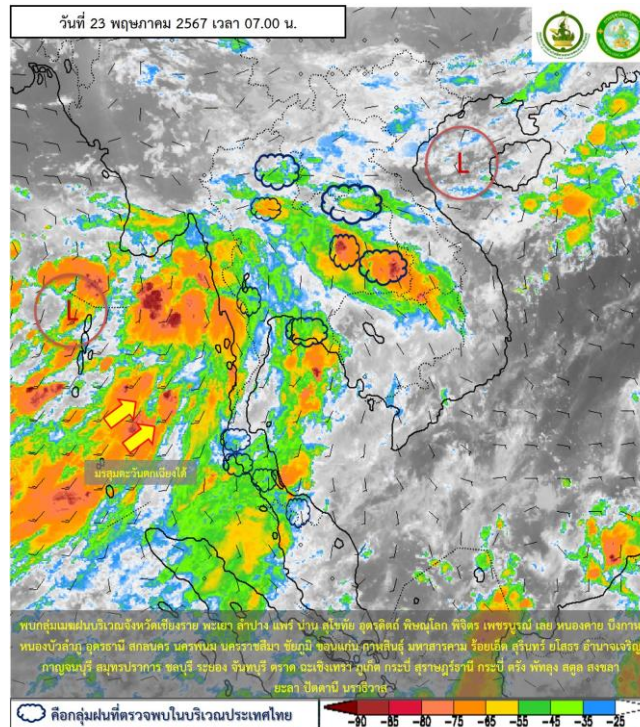 วันที่ 23 พฤษภาคม 2567 เวลา 07.00 น.
L
L
มรสุมตะวันตกเฉียงใต้
พบกลุ่มเมฆฝนบริเวณจังหวัดเชียงราย พะเยา ลำปาง แพร่ น่าน สุโขทัย อุตรดิตถ์ พิษณุโลก พิจิตร เพชรบูรณ์ เลย หนองคาย บึงกาฬ
หนองบัวลำภู อุดรธานี สกลนคร นครพนม นครราชสีมา ชัยภูมิ ขอนแก่น กาฬสินธุ์ มหาสารคาม ร้อยเอ็ด สุรินทร์ ยโสธร อำนาจเจริญ
กาญจนบุรี สมุทรปราการ ชลบุรี ระยอง จันทบุรี ตราด ฉะเชิงเทรา ภูเก็ต กระบี่ สุราษฎร์ธานี กระบี่ ตรัง พัทลุง สตูล สงขลา
ยะลา ปัตตานี นราธิวาส
คือกลุ่มฝนที่ตรวจพบในบริเวณประเทศไทย
-90 -85 -80 -75 -65 -55 -45 -35 -25